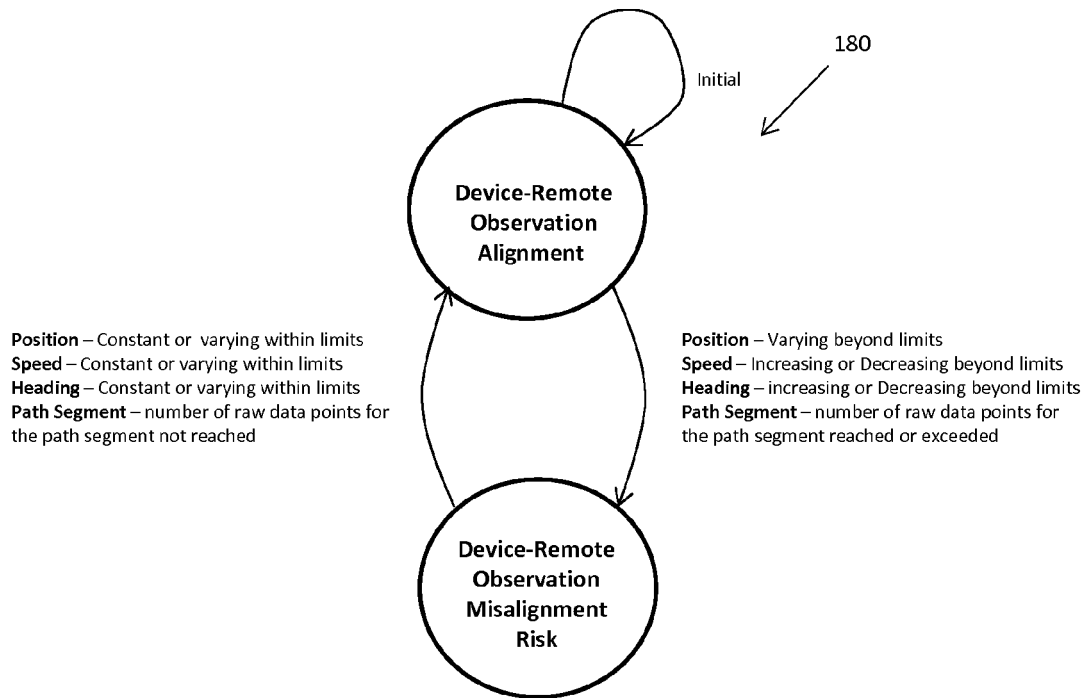 180
Initial
Device-Remote
Observation
Alignment
Position – Constant or varying within limits
Speed – Constant or varying within limits
Heading – Constant or varying within limits
Path Segment – number of raw data points for
the path segment not reached
Position – Varying beyond limits
Speed – Increasing or Decreasing beyond limits
Heading – increasing or Decreasing beyond limits
Path Segment – number of raw data points for
the path segment reached or exceeded
Device-Remote
Observation
Misalignment
Risk